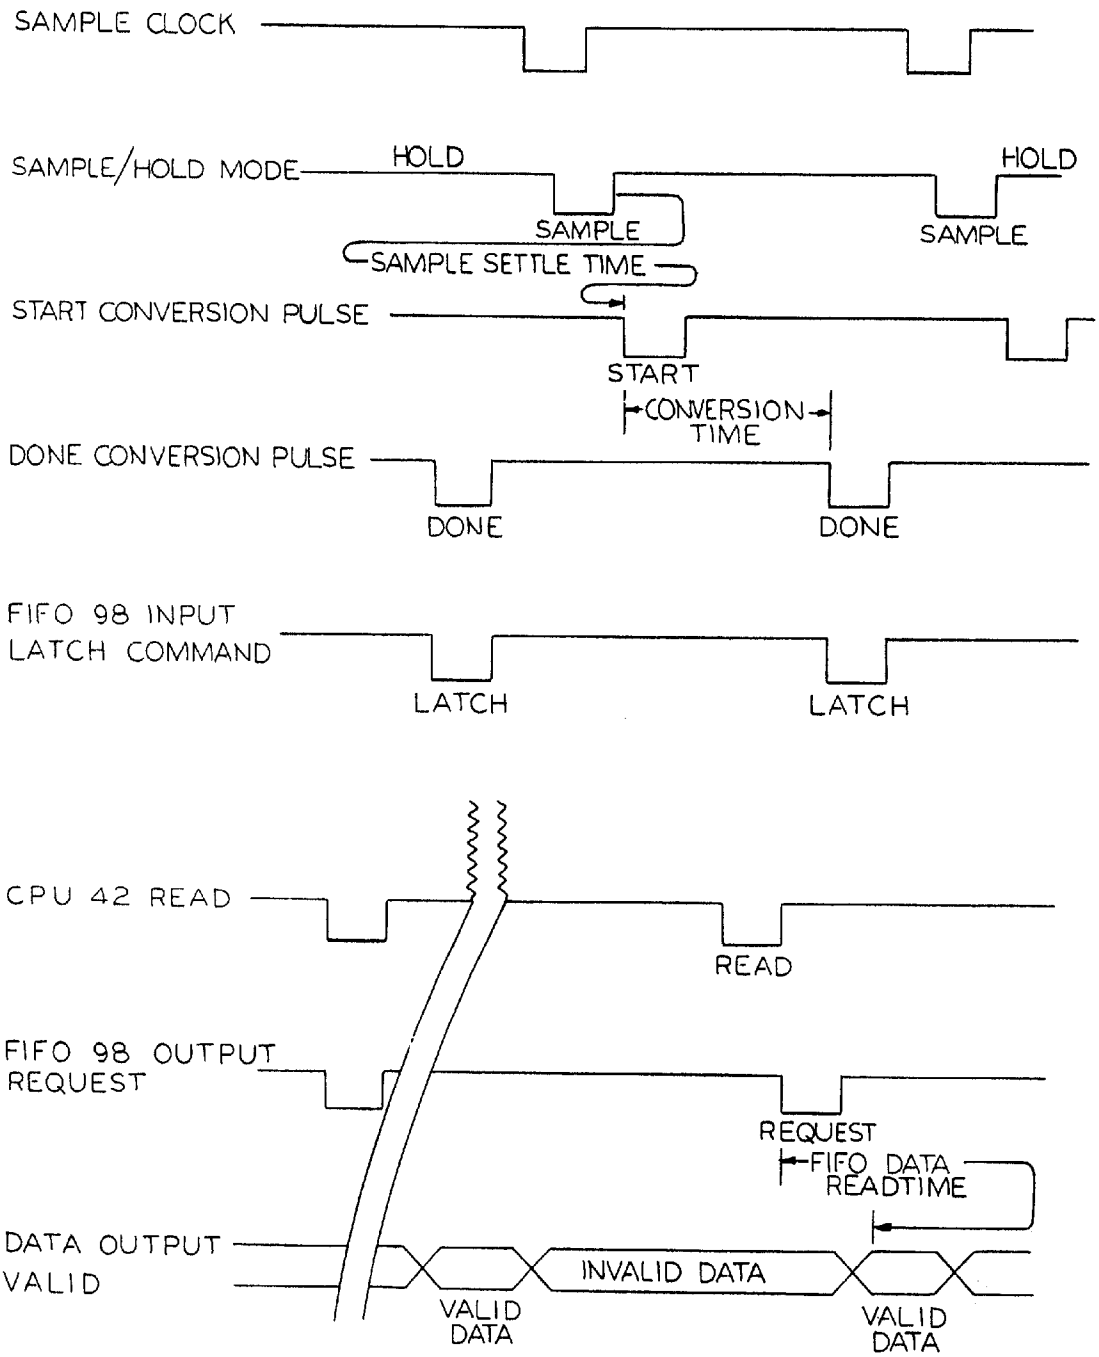 SAMPLE CLOCK
SAMPLE/HOLD MODE
HOLD
HOLD
SAMPLE
SAMPLE
SAMPLE SETTLE TIME
START CONVERSION PULSE
START
CONVERSION
TIME
DONE CONVERSION PULSE
DONE
DONE
FIFO 98 INPUT
LATCH COMMAND
LATCH
LATCH
CPU 42 READ
READ
FIFO 98 OUTPUT
REQUEST
REQUEST
FIFO DATA
READTIME
DATA OUTPUT
VALID
INVALID DATA
VALID
DATA
VALID
DATA